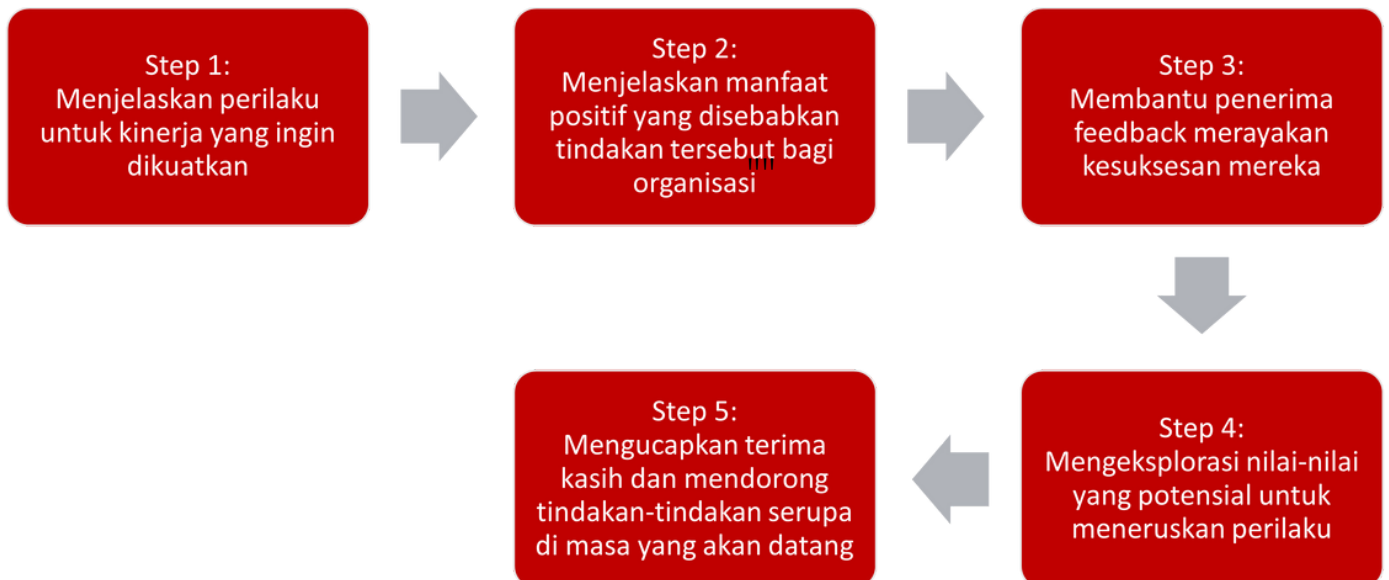 Step 1:
Menjelaskan perilaku
untuk kinerja yang ingin
dikuatkan
Step 2:
Menjelaskan manfaat
positif yang disebabkan
tindakan tersebut bagi
organisasi""
Step 3:
Membantu penerima
feedback merayakan
kesuksesan mereka
Step 4:
Mengeksplorasi nilai-nilai
yang potensial untuk
meneruskan perilaku
Step 5:
Mengucapkan terima
kasih dan mendorong
tindakan-tindakan serupa
di masa yang akan datang